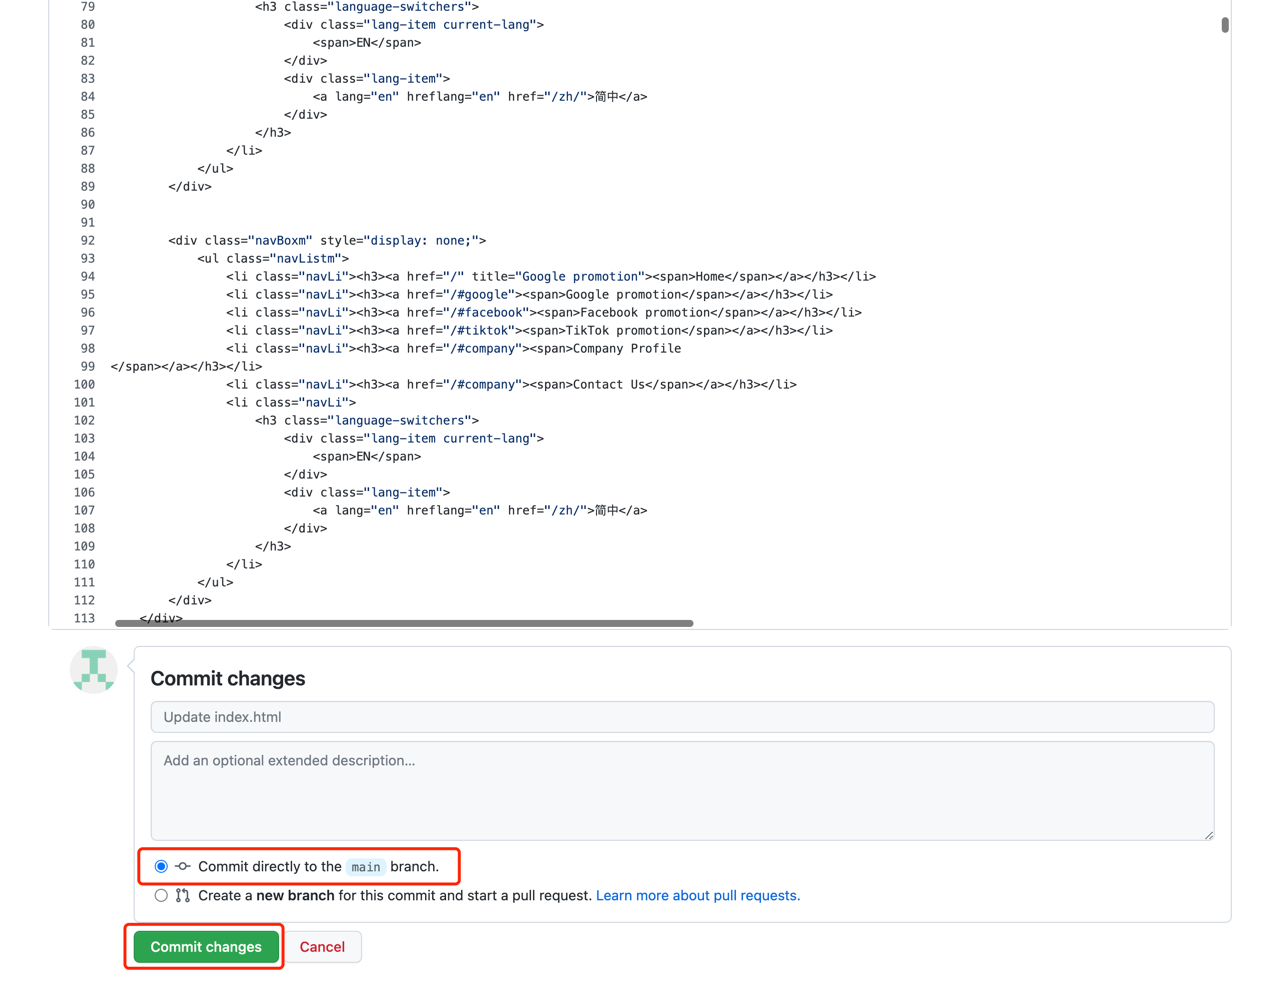 79 <h3 class="language-switchers">
80 <div class="lang-item current-lang">
81 <span>EN</span>
82 </div>
83 <div class="lang-item">
84 <a lang="en" hreflang="en" href="/zh/">简中</a>
85 </div>
86 </h3>
87 </li>
88 </ul>
89 </div>
90
91
92 <div class="navBoxm" style="display: none;">
93 <ul class="navListm">
94 <li class="navLi"><h3><a href="/" title="Google promotion"><span>Home</span></a></h3></li>
95 <li class="navLi"><h3><a href="/#google"><span>Google promotion</span></a></h3></li>
96 <li class="navLi"><h3><a href="/#facebook"><span>Facebook promotion</span></a></h3></li>
97 <li class="navLi"><h3><a href="/#tiktok"><span>TikTok promotion</span></a></h3></li>
98 <li class="navLi"><h3><a href="/#company"><span>Company Profile
99 </span></a></h3></li>
100 <li class="navLi"><h3><a href="/#company"><span>Contact Us</span></a></h3></li>
101 <li class="navLi">
102 <h3 class="language-switchers">
103 <div class="lang-item current-lang">
104 <span>EN</span>
105 </div>
106 <div class="lang-item">
107 <a lang="en" hreflang="en" href="/zh/">简中</a>
108 </div>
109 </h3>
110 </li>
111 </ul>
112 </div>
113 </div>
Commit changes
Update index.html
Add an optional extended description...
Commit directly to the main branch.
Create a new branch for this commit and start a pull request. Learn more about pull requests.
Commit changes Cancel